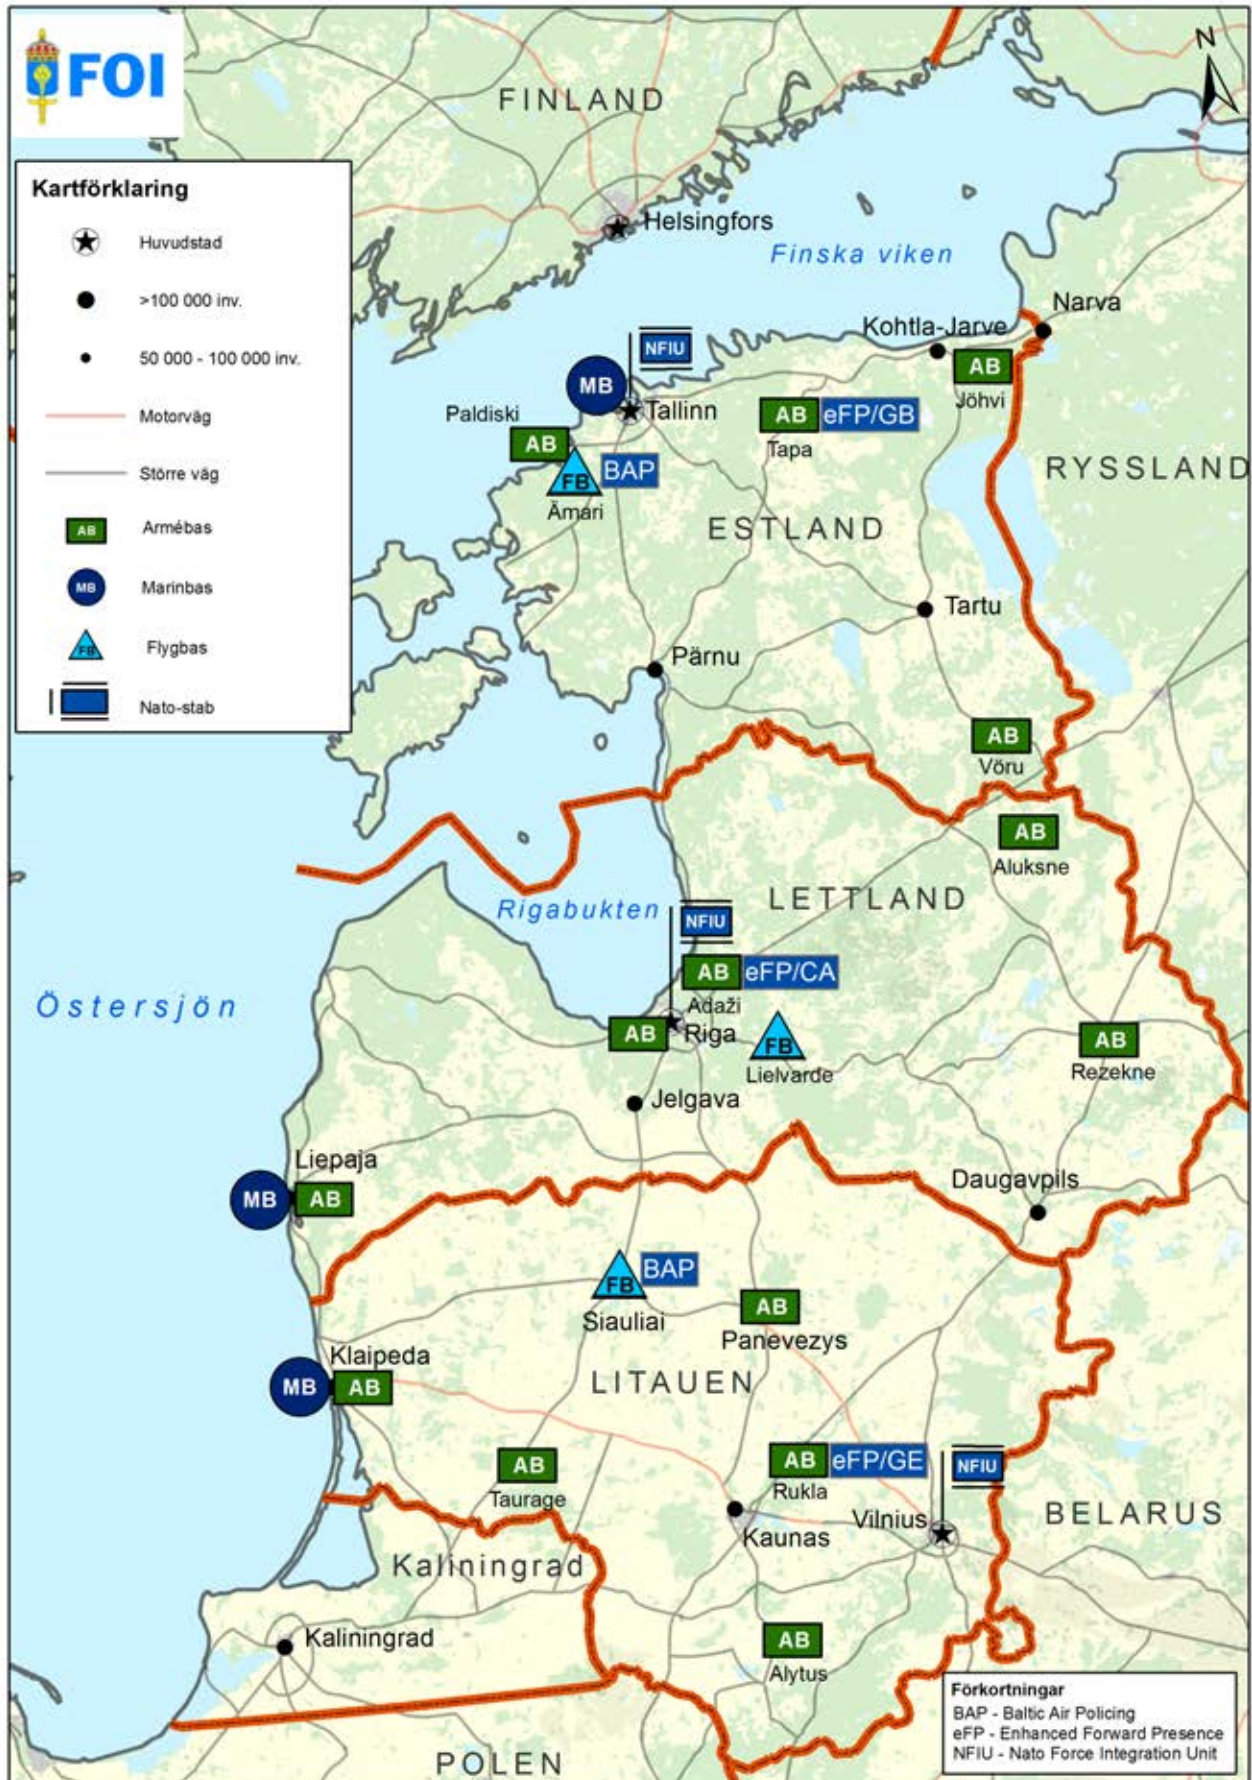 FOI
N
FINLAND
Kartförklaring
Huvudstad
>100 000 inv.
50 000 - 100 000 inv.
Motorväg
Större väg
AB Armébas
MB Marinbas
FB Flygbas
Nato-stab
Helsingfors
Finska viken
Narva
Kohtla-Jarve
NFIU
AB
Jöhvi
MB
Tallinn
Paldiski
AB
AB eFP/GB
Tapa
FB BAP
Ämari
RYSSLAND
ESTLAND
Tartu
Pärnu
AB
Vöru
AB
Aluksne
LETTLAND
Rigabukten
NFIU
AB eFP/CA
Adaži
Östersjön
AB
Riga
FB
Lielvarde
AB
Rezekne
Jelgava
Liepaja
MB AB
Daugavpils
FB BAP
Siauliai
AB
Panevezys
Klaipeda
MB AB
LITAUEN
AB
Taurage
AB eFP/GE
Rukla
NFIU
Vilnius
Kaunas
BELARUS
Kaliningrad
Kaliningrad
AB
Alytus
POLEN
Förkortningar
BAP - Baltic Air Policing
eFP - Enhanced Forward Presence
NFIU - Nato Force Integration Unit